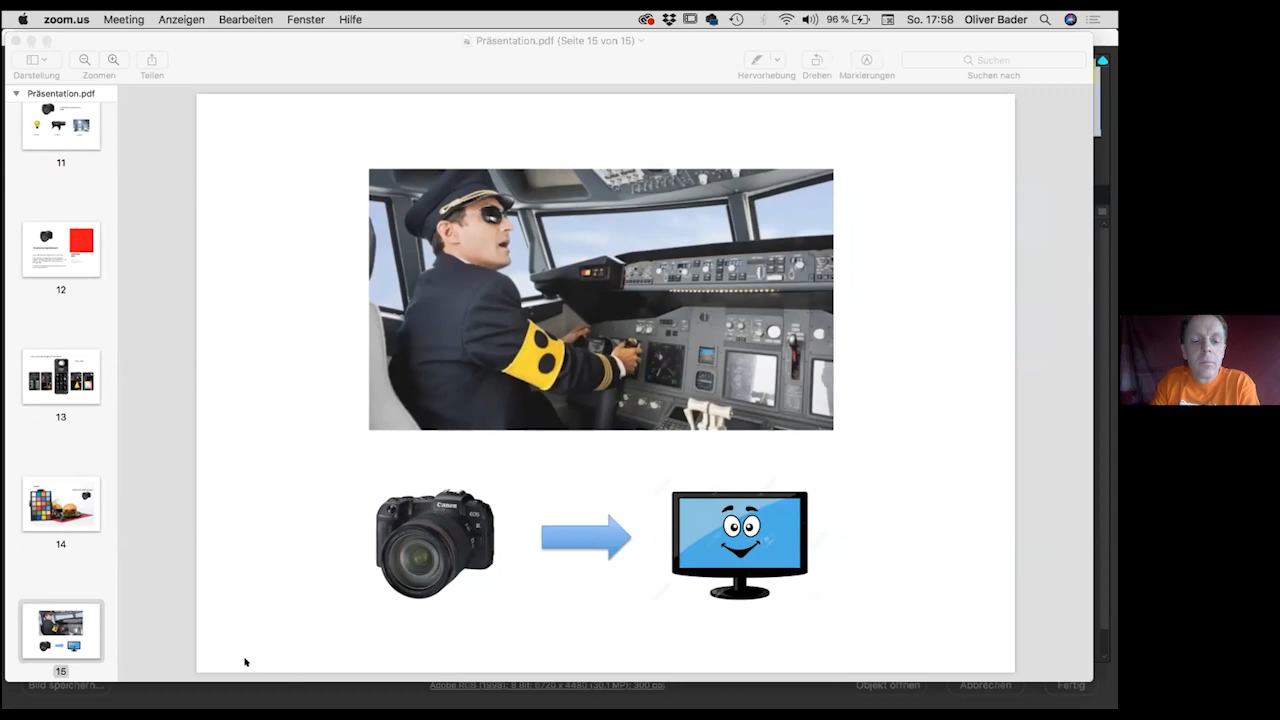 zoom.us Meeting Anzeigen Bearbeiten Fenster Hilfe 96 % So. 17:58 Oliver Bader
Präsentation.pdf (Seite 15 von 15)
Suchen
Darstellung Zoomen Teilen Hervorhebung Drehen Markierungen Suchen nach
Präsentation.pdf
11
12
13
14
15
Canon
EOS
R
Bild speichern...
Adobe RGB (1998); 8 Bit; 6720 x 4480 (30,1 MP); 300 ppi
Objekt öffnen Abbrechen Fertig